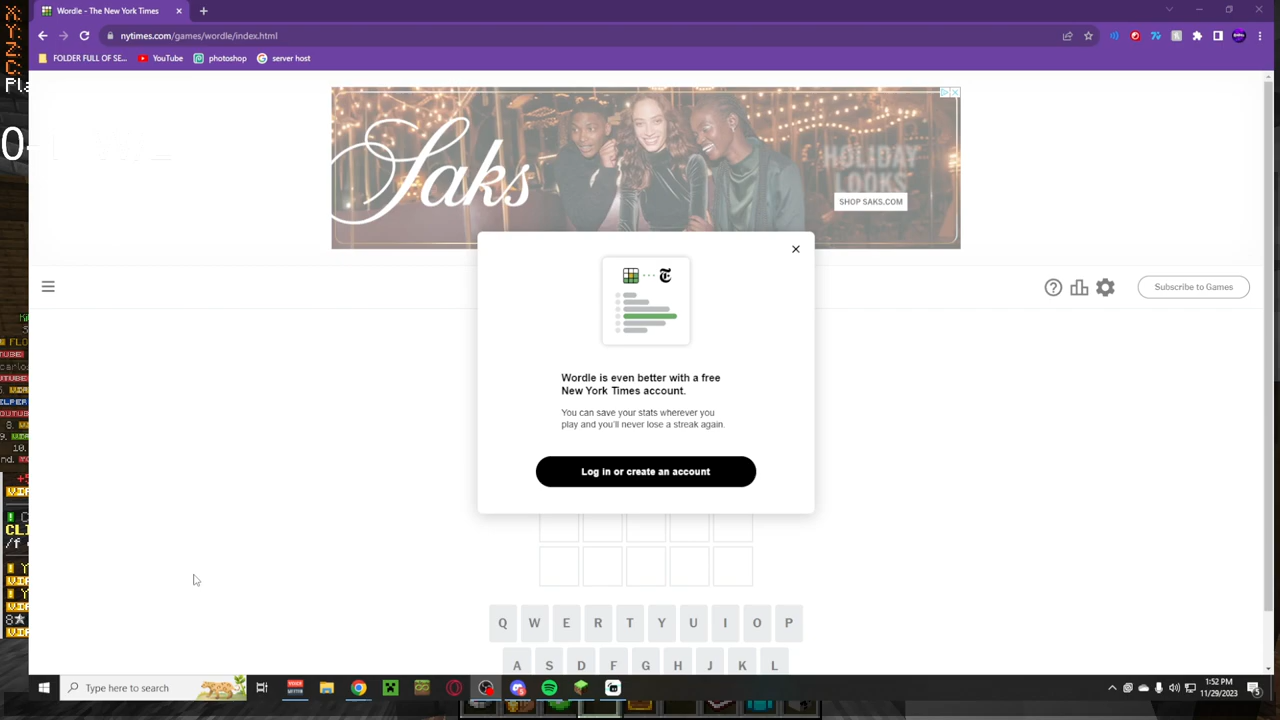 Wordle - The New York Times
nytimes.com/games/wordle/index.html
FOLDER FULL OF SE...
YouTube
photoshop
server host
Saks
HOLIDAY
LOOKS
SHOP SAKS.COM
Subscribe to Games
Wordle is even better with a free
New York Times account.
You can save your stats wherever you
play and you'll never lose a streak again.
Log in or create an account
Q W E R T Y U I O P
A S D F G H J K L
Type here to search
1:52 PM
11/29/2023